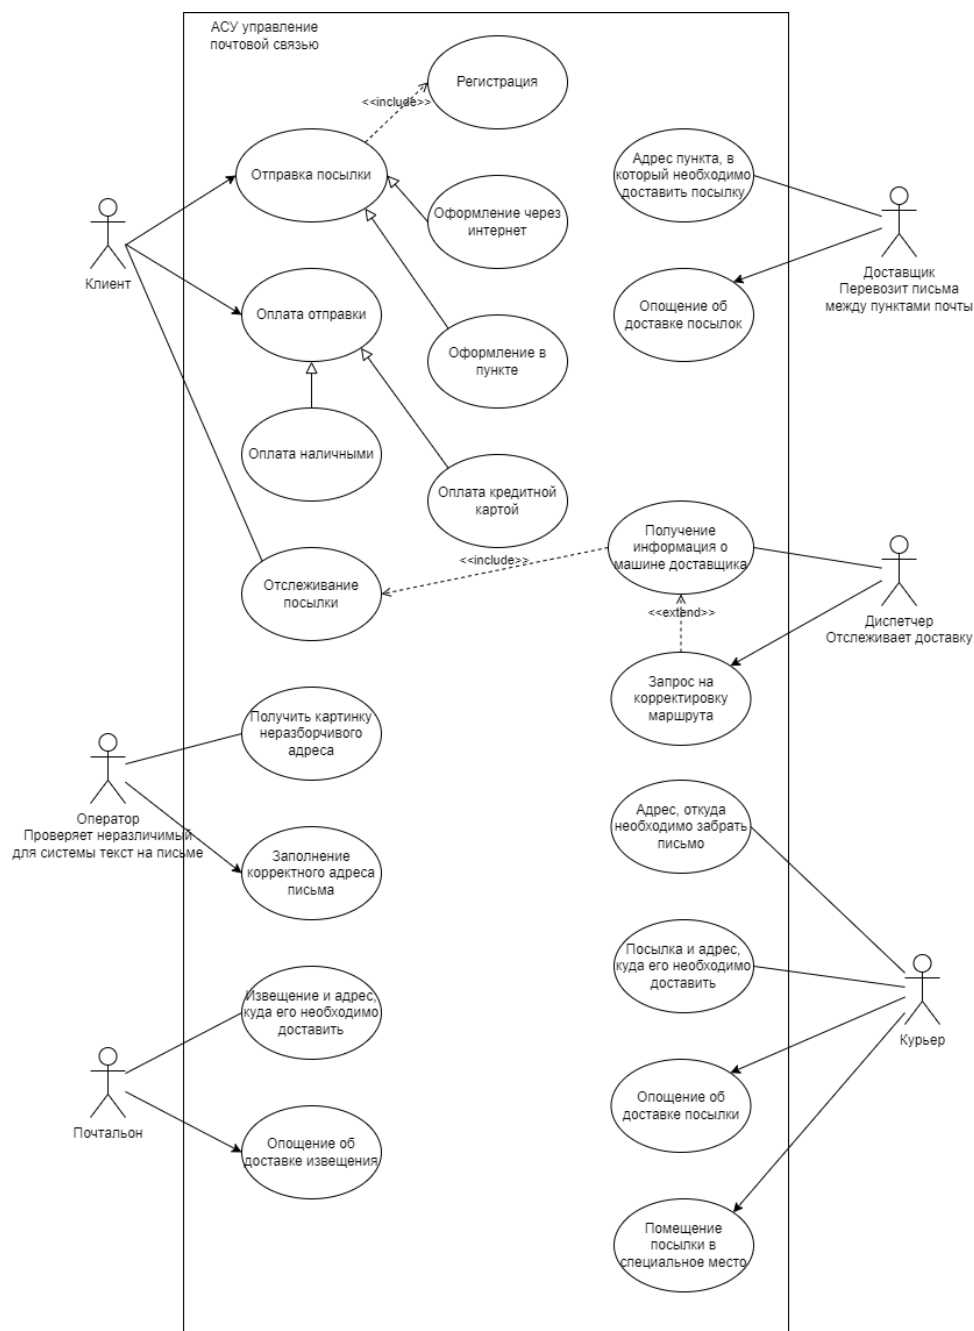 АСУ управление
почтовой связью
Регистрация
<<include>>
Отправка посылки
Адрес пункта, в
который необходимо
доставить посылку
Оформление через
интернет
Клиент
Доставщик
Перевозит письма
между пунктами почты
Оплата отправки
Опощение об
доставке посылок
Оформление в
пункте
Оплата наличными
Оплата кредитной
картой
Получение
информация о
машине доставщика
<<include>>
Отслеживание
посылки
<<extend>>
Диспетчер
Отслеживает доставку
Запрос на
корректировку
маршрута
Получить картинку
неразборчивого
адреса
Оператор
Проверяет неразличимый
для системы текст на письме
Адрес, откуда
необходимо забрать
письмо
Заполнение
корректного адреса
письма
Посылка и адрес,
куда его необходимо
доставить
Извещение и адрес,
куда его необходимо
доставить
Курьер
Почтальон
Опощение об
доставке посылки
Опощение об
доставке извещения
Помещение
посылки в
специальное место